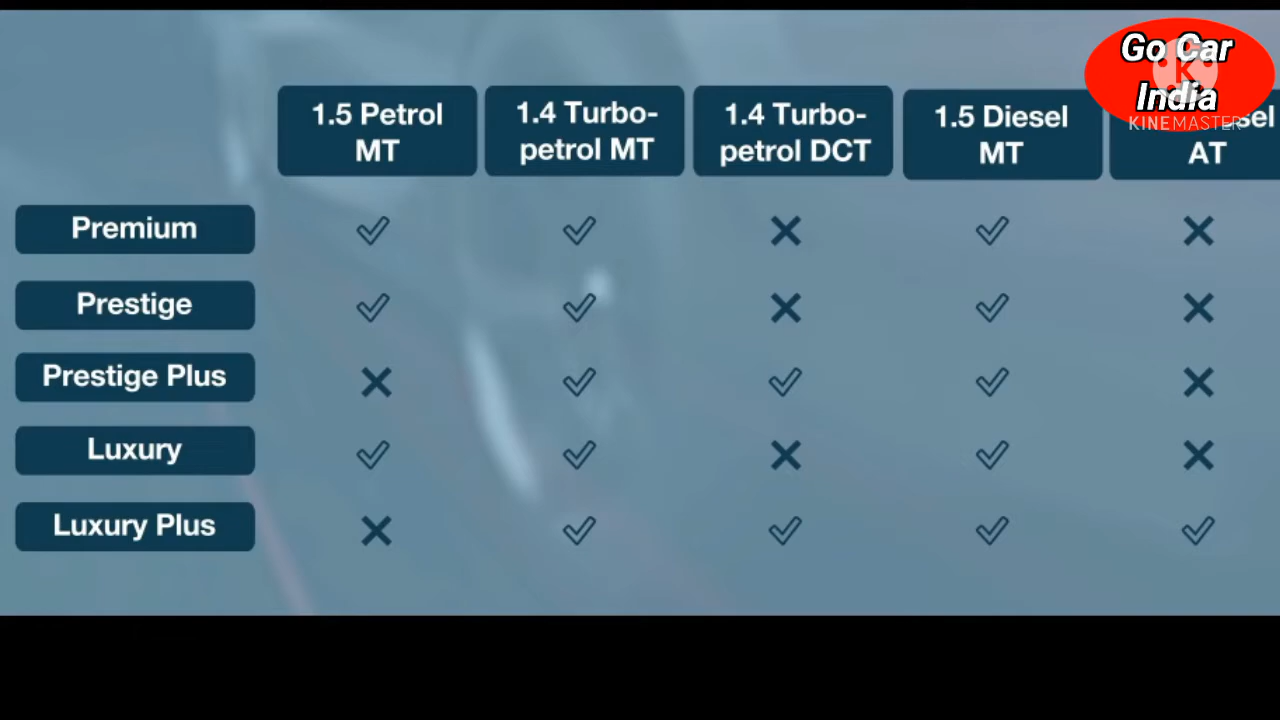 Go Car
India
KINEMASTER
1.5 Petrol
MT
1.4 Turbo-
petrol MT
1.4 Turbo-
petrol DCT
1.5 Diesel
MT
AT
Premium
Prestige
Prestige Plus
Luxury
Luxury Plus